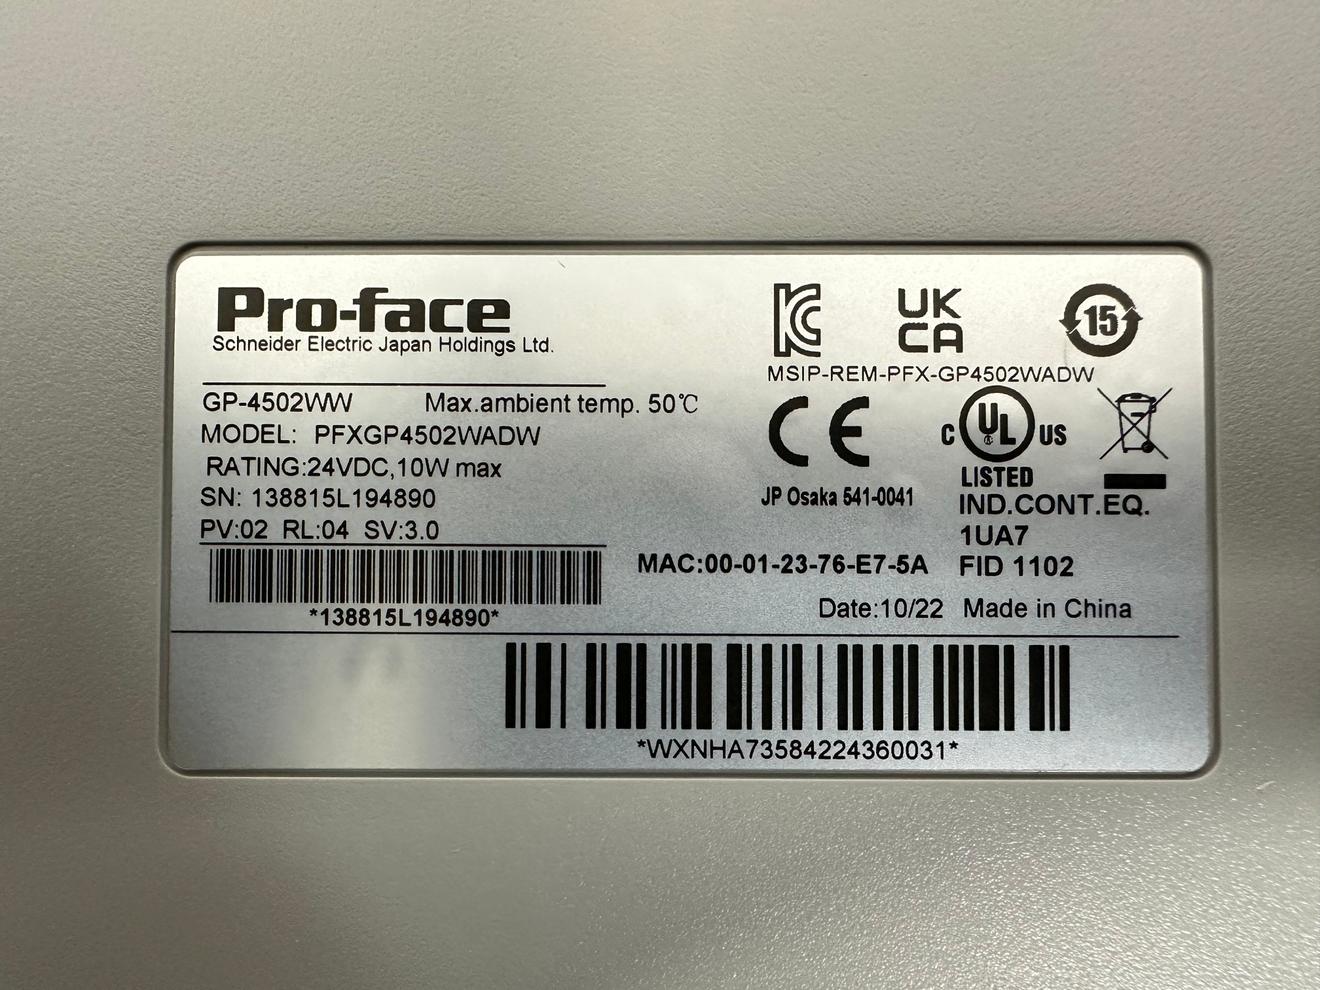 Pro-face
Schneider Electric Japan Holdings Ltd.
GP-4502WW Max.ambient temp. 50℃
MODEL: PFXGP4502WADW
RATING:24VDC,10W max
SN: 138815L194890
PV:02 RL:04 SV:3.0
*138815L194890*
UK
CA
15
MSIP-REM-PFX-GP4502WADW
CE
JP Osaka 541-0041
C UL US
LISTED
IND.CONT.EQ.
1UA7
MAC:00-01-23-76-E7-5A FID 1102
Date:10/22 Made in China
*WXNHA73584224360031*